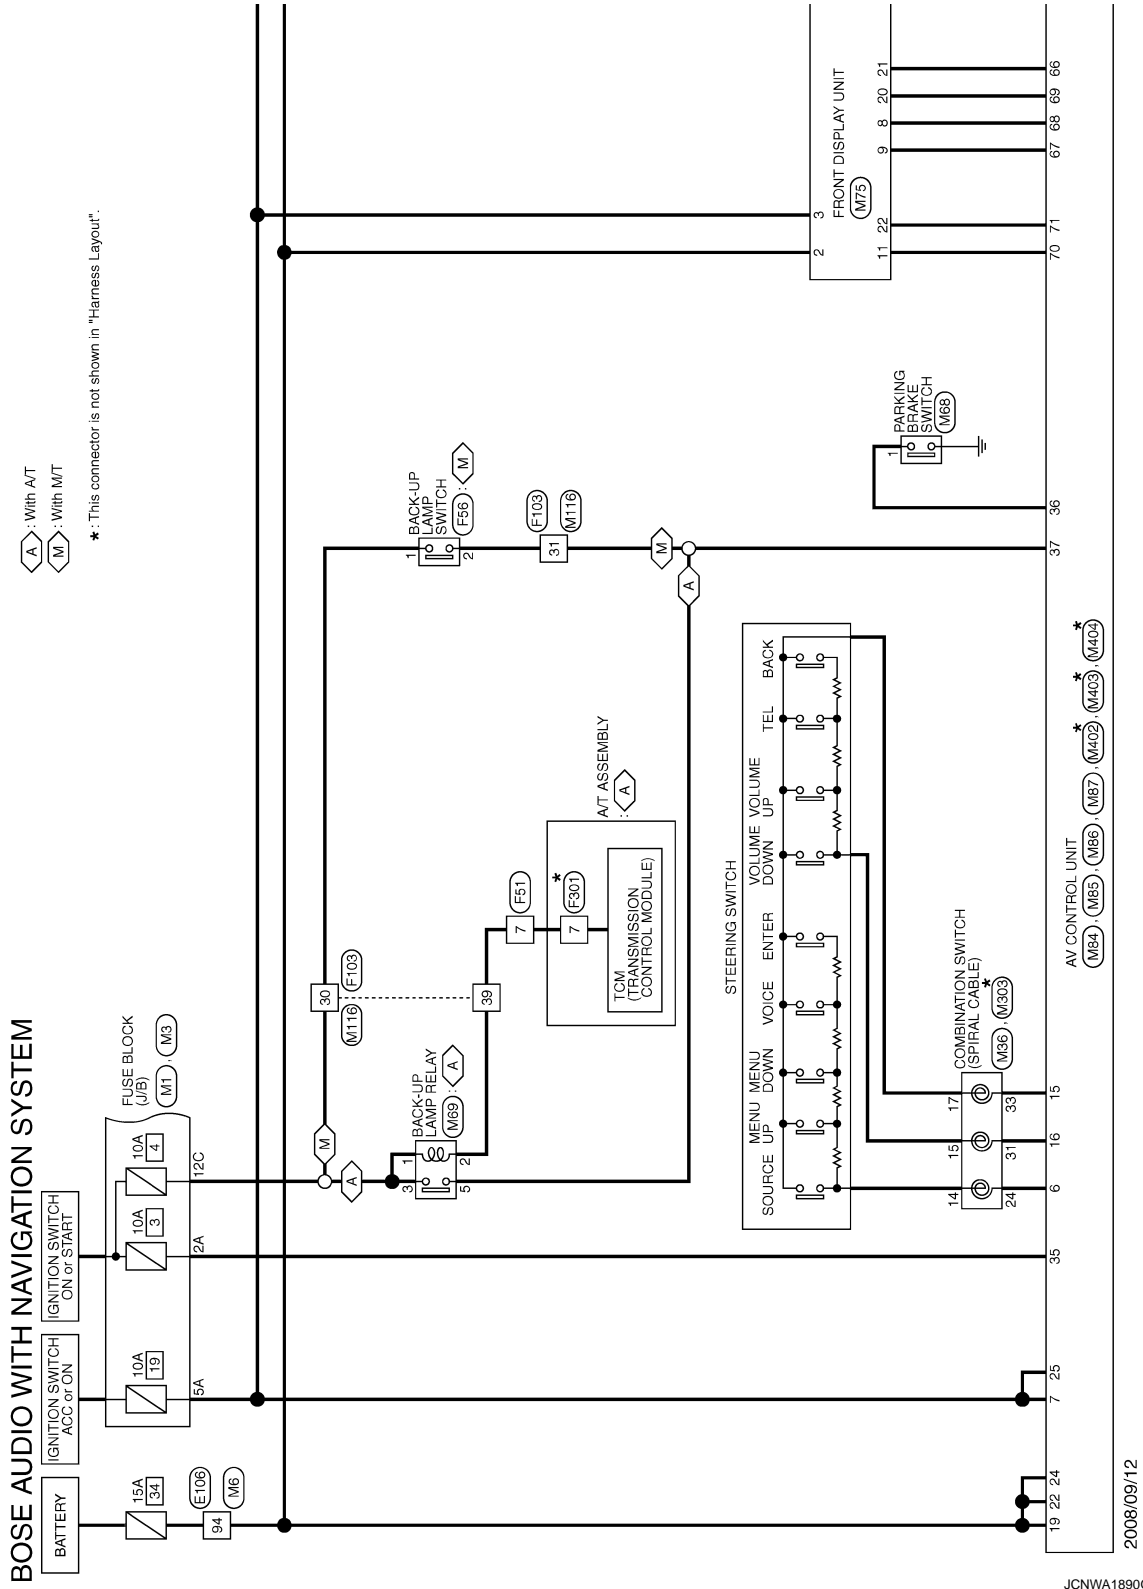 BOSE AUDIO WITH NAVIGATION SYSTEM
A : With A/T
M : With M/T
* : This connector is not shown in "Harness Layout".
BATTERY
IGNITION SWITCH
ACC or ON
IGNITION SWITCH
ON or START
15A
34
10A
19
10A
3
10A
4
FUSE BLOCK
(J/B)
M1 , M3
94
E106
M6
5A
2A
12C
M
A
30
M116
F103
39
BACK-UP
LAMP RELAY
M69 : A
1
2
3
5
7
F51
7
F301
*
A/T ASSEMBLY
: A
TCM
(TRANSMISSION
CONTROL MODULE)
BACK-UP
LAMP
SWITCH
F56 : M
1
2
31
F103
M116
M
A
STEERING SWITCH
SOURCE
MENU
UP
MENU
DOWN
VOICE
ENTER
VOLUME
DOWN
VOLUME
UP
TEL
BACK
14
15
17
24
31
33
COMBINATION SWITCH
(SPIRAL CABLE)
M36 , M303
*
PARKING
BRAKE
SWITCH
M68
1
FRONT DISPLAY UNIT
M75
2
3
11
22
9
8
20
21
19
22
24
7
25
35
6
16
15
37
36
70
71
67
68
69
66
AV CONTROL UNIT
M84 , M85 , M86 , M87 , M402 , M403 , M404
* * *
2008/09/12
JCNWA1890